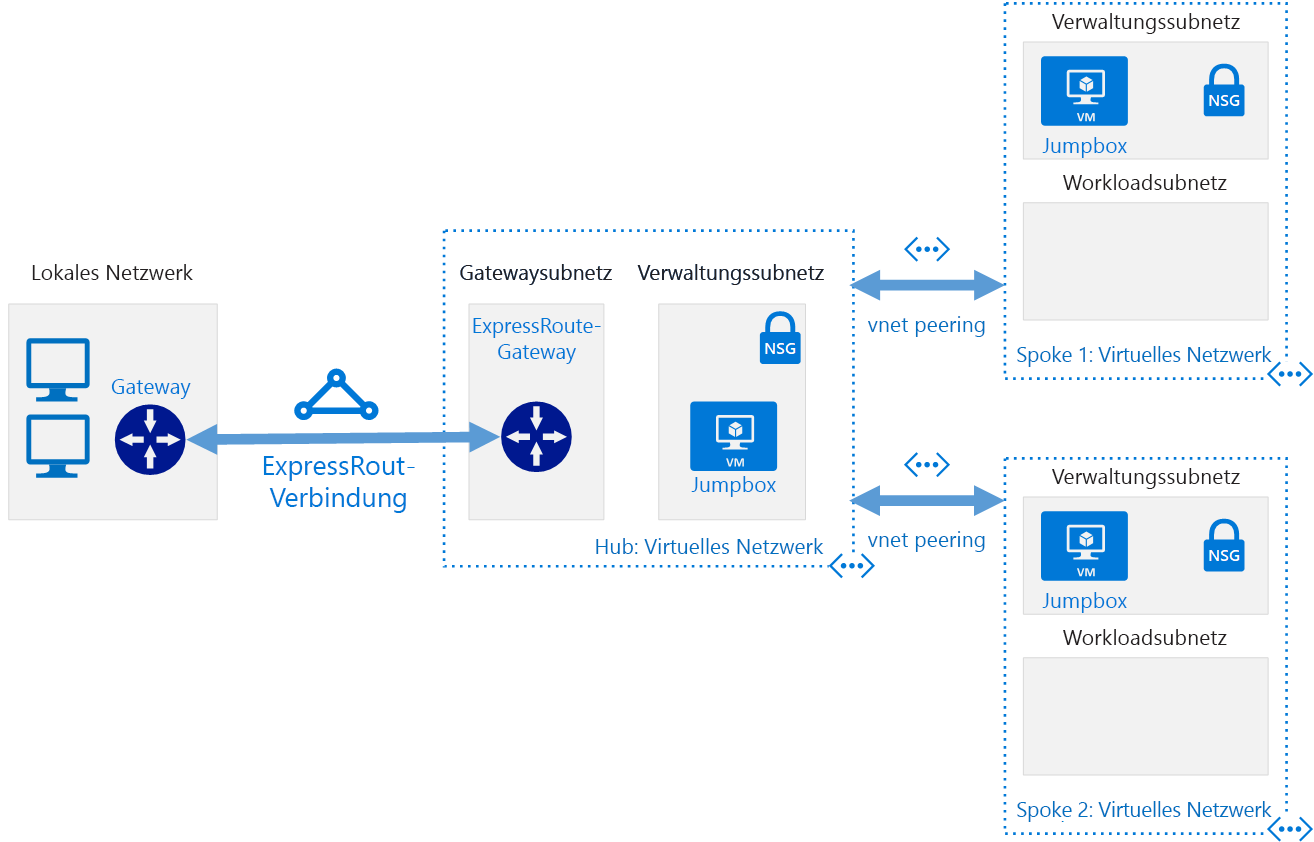 Lokales Netzwerk
Gateway
ExpressRout-
Verbindung
Gatewaysubnetz
ExpressRoute-
Gateway
Verwaltungssubnetz
NSG
VM
Jumpbox
Hub: Virtuelles Netzwerk
vnet peering
vnet peering
Verwaltungssubnetz
VM
NSG
Jumpbox
Workloadsubnetz
Spoke 1: Virtuelles Netzwerk
Verwaltungssubnetz
VM
NSG
Jumpbox
Workloadsubnetz
Spoke 2: Virtuelles Netzwerk